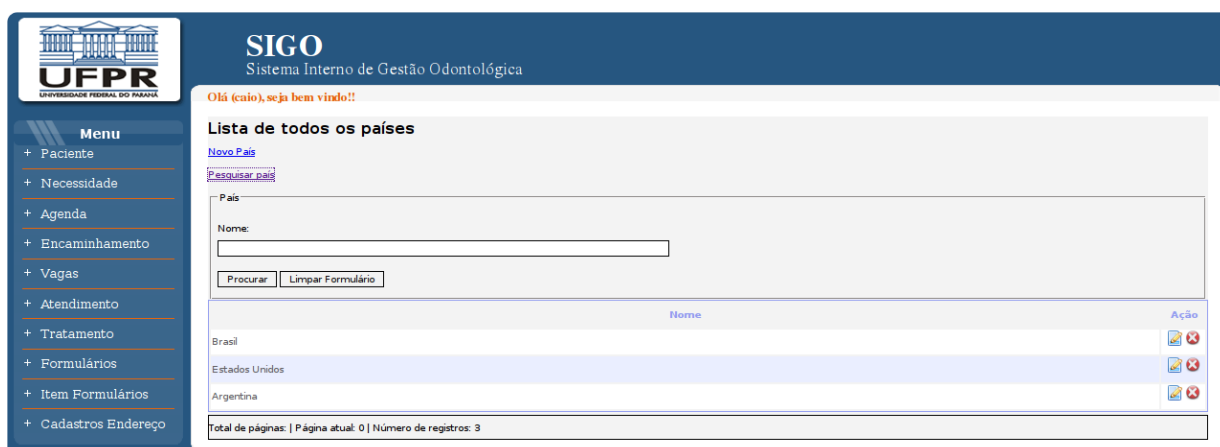 UFPR
UNIVERSIDADE FEDERAL DO PARANÁ
SIGO
Sistema Interno de Gestão Odontológica
Olá (caio), seja bem vindo!!
Menu
+ Paciente
+ Necessidade
+ Agenda
+ Encaminhamento
+ Vagas
+ Atendimento
+ Tratamento
+ Formulários
+ Item Formulários
+ Cadastros Endereço
Lista de todos os países
Novo País
Pesquisar país
País
Nome:
Procurar Limpar Formulário
Nome Ação
Brasil
Estados Unidos
Argentina
Total de páginas: | Página atual: 0 | Número de registros: 3